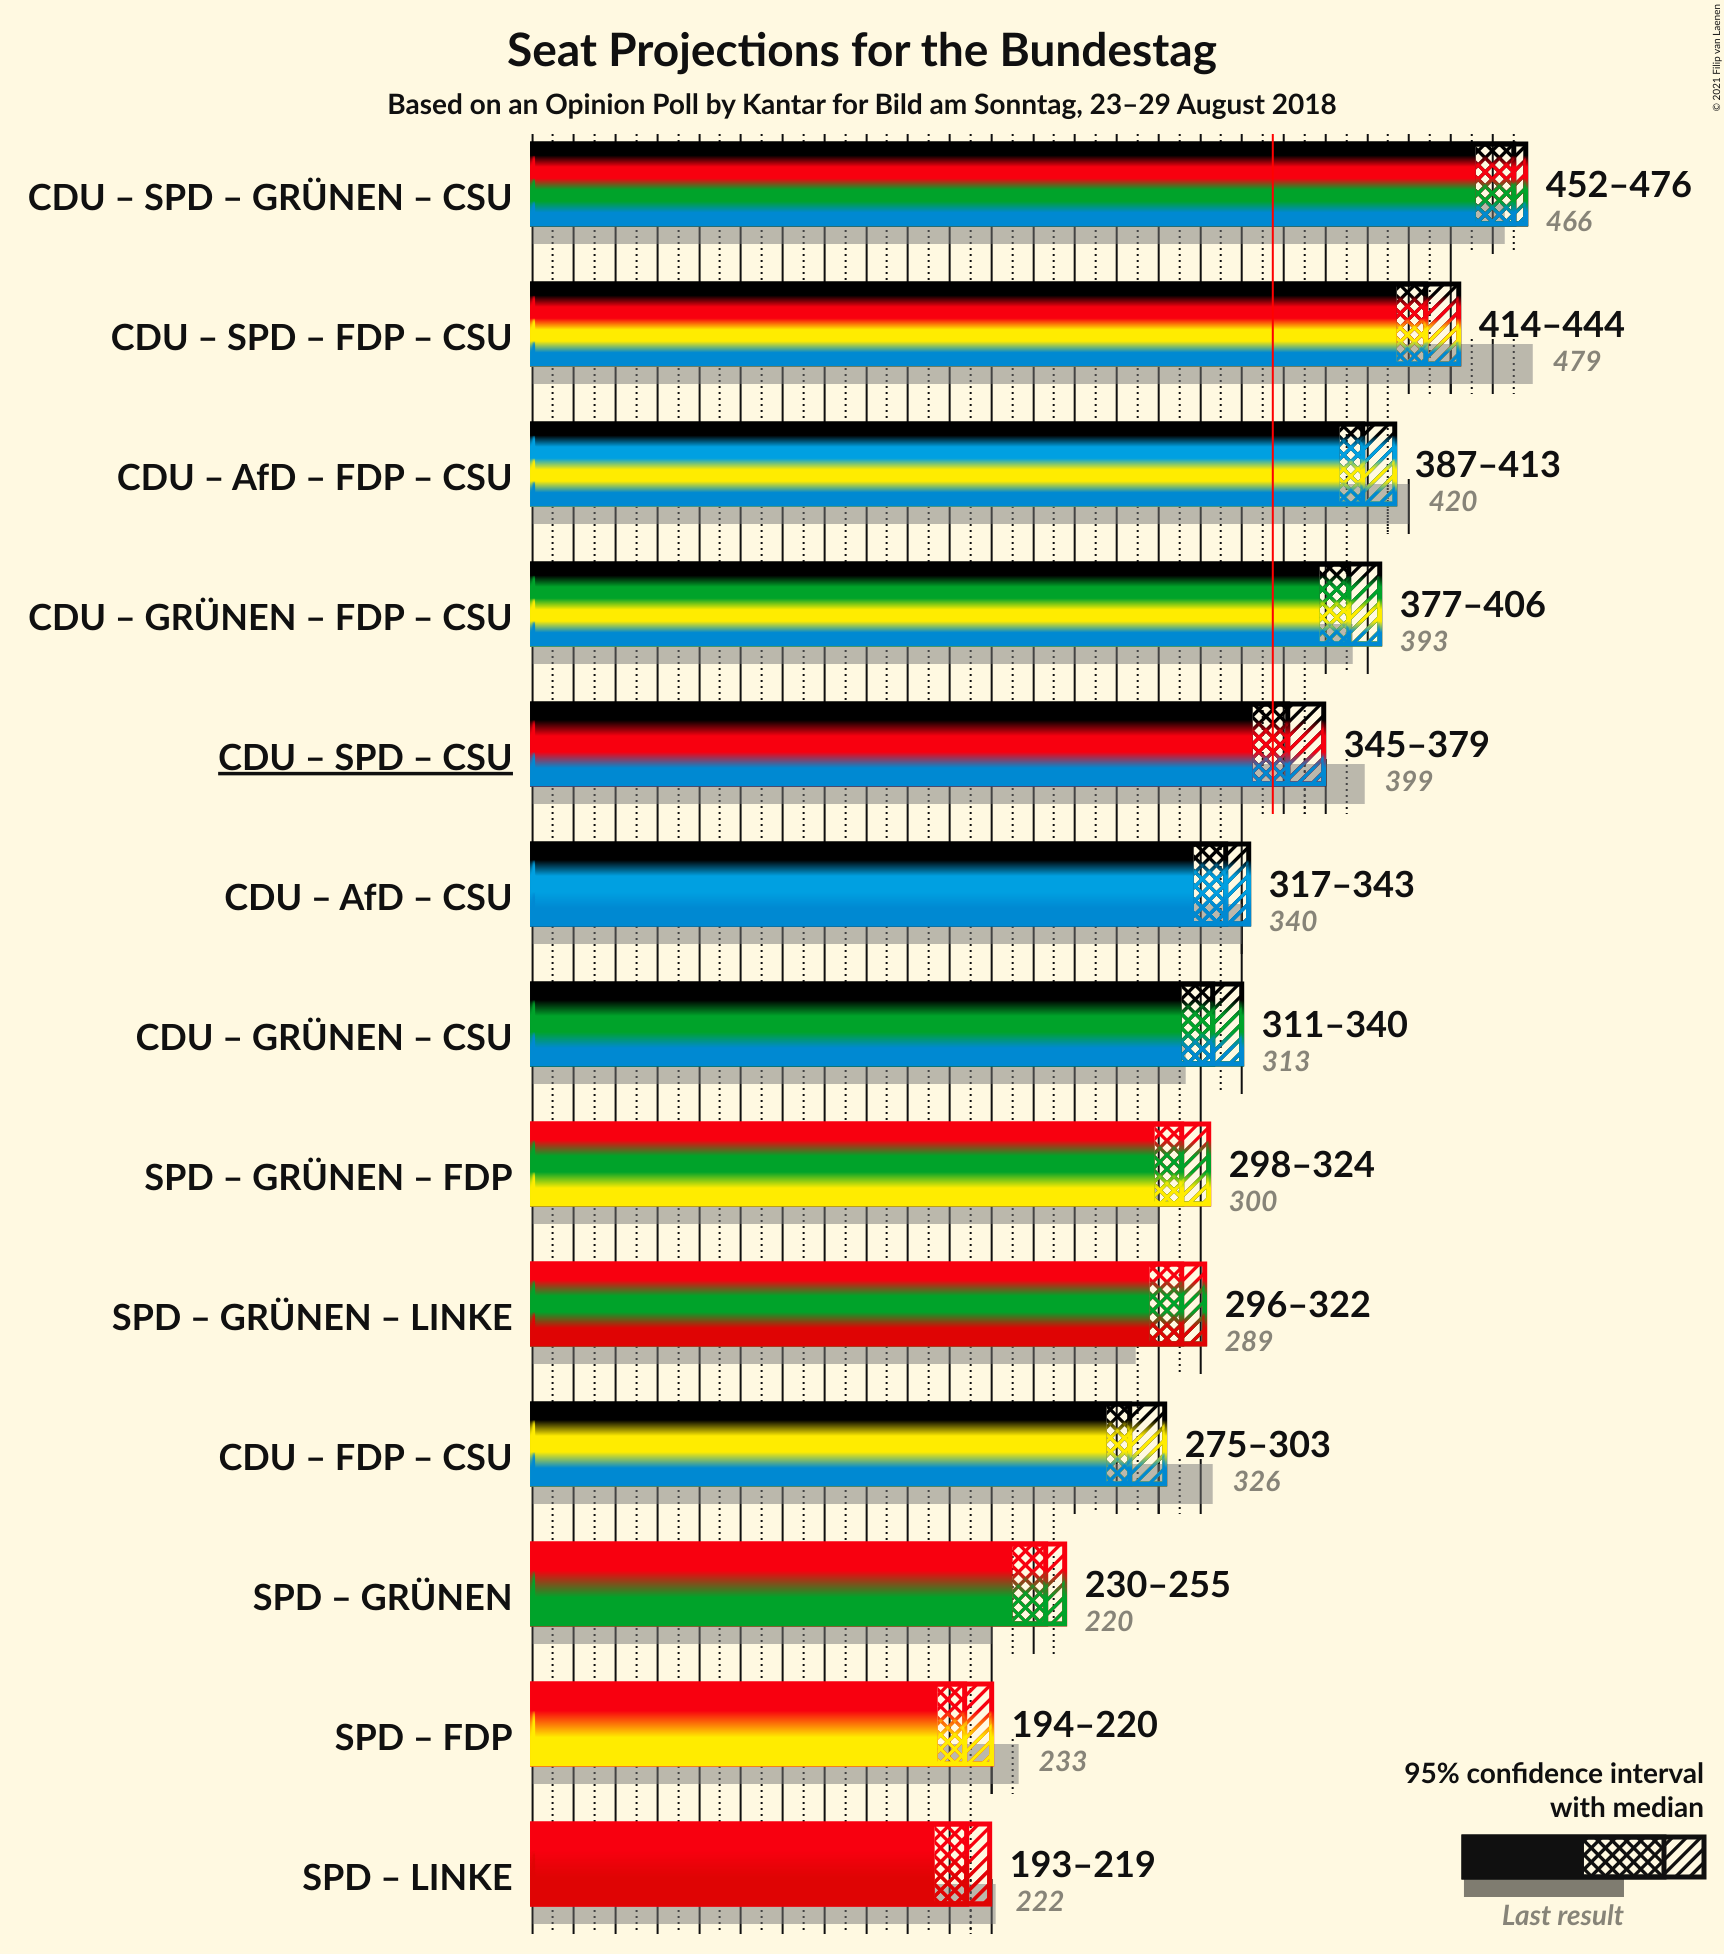 Seat Projections for the Bundestag
Based on an Opinion Poll by Kantar for Bild am Sonntag, 23–29 August 2018
© 2021 Filip van Laenen
CDU – SPD – GRÜNEN – CSU
452–476
466
CDU – SPD – FDP – CSU
414–444
479
CDU – AfD – FDP – CSU
387–413
420
CDU – GRÜNEN – FDP – CSU
377–406
393
CDU – SPD – CSU
345–379
399
CDU – AfD – CSU
317–343
340
CDU – GRÜNEN – CSU
311–340
313
SPD – GRÜNEN – FDP
298–324
300
SPD – GRÜNEN – LINKE
296–322
289
CDU – FDP – CSU
275–303
326
SPD – GRÜNEN
230–255
220
SPD – FDP
194–220
233
SPD – LINKE
193–219
222
95% confidence interval
with median
Last result